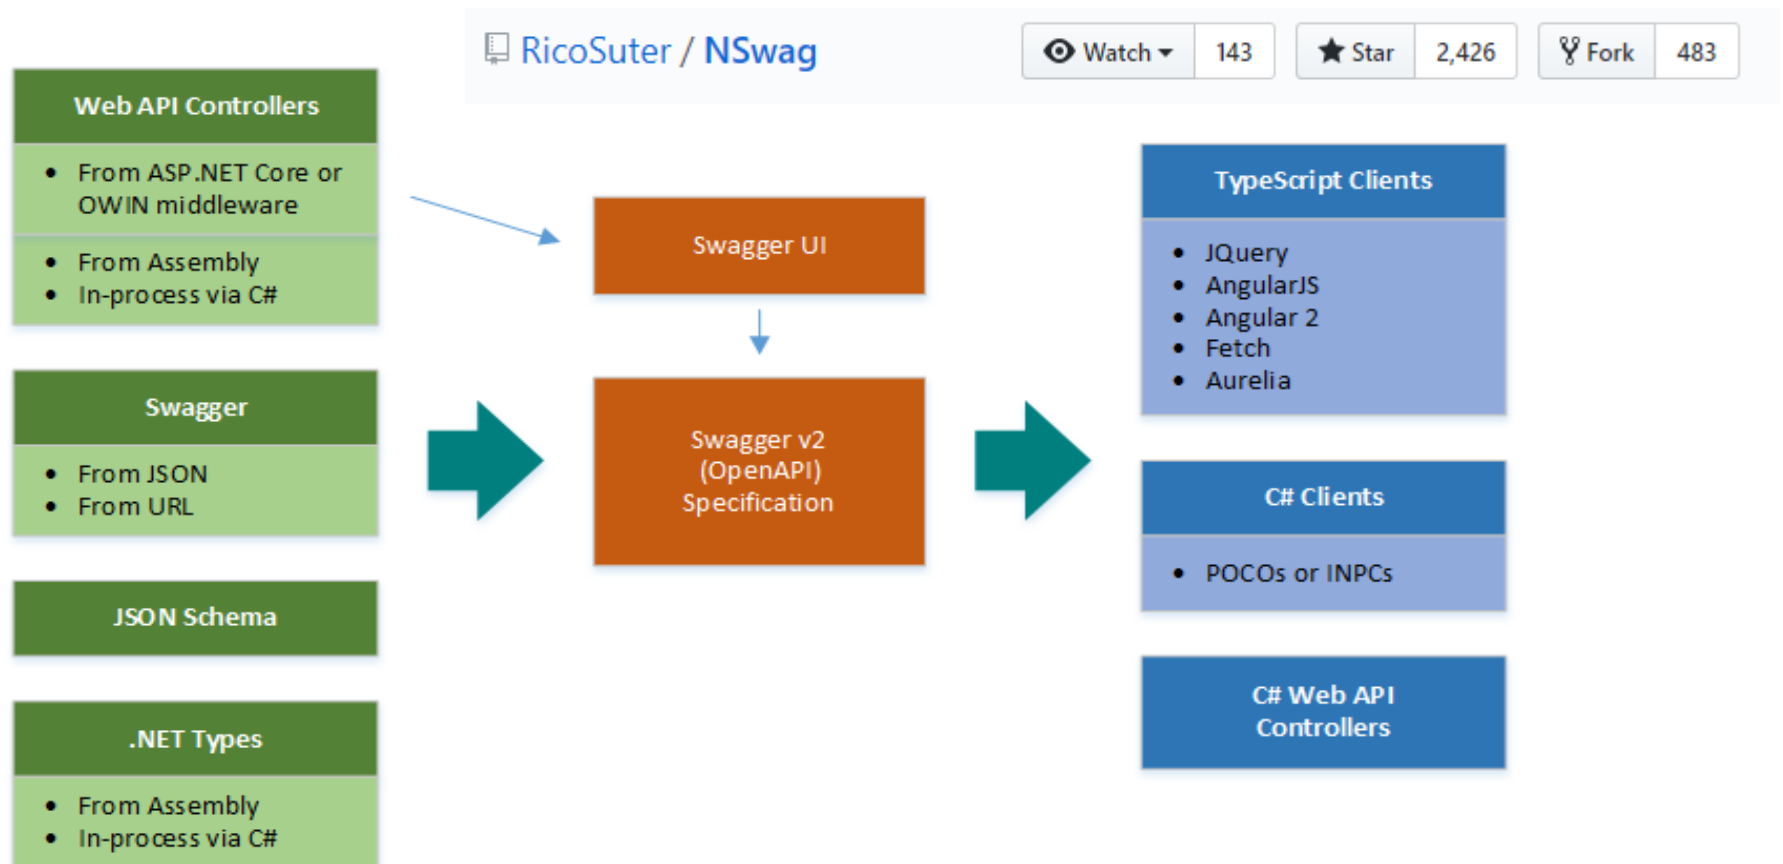 RicoSuter / NSwag
Watch 143
Star 2,426
Fork 483
Web API Controllers
• From ASP.NET Core or
OWIN middleware
• From Assembly
• In-process via C#
Swagger
• From JSON
• From URL
JSON Schema
.NET Types
• From Assembly
• In-process via C#
Swagger UI
Swagger v2
(OpenAPI)
Specification
TypeScript Clients
• JQuery
• AngularJS
• Angular 2
• Fetch
• Aurelia
C# Clients
• POCOs or INPCs
C# Web API
Controllers